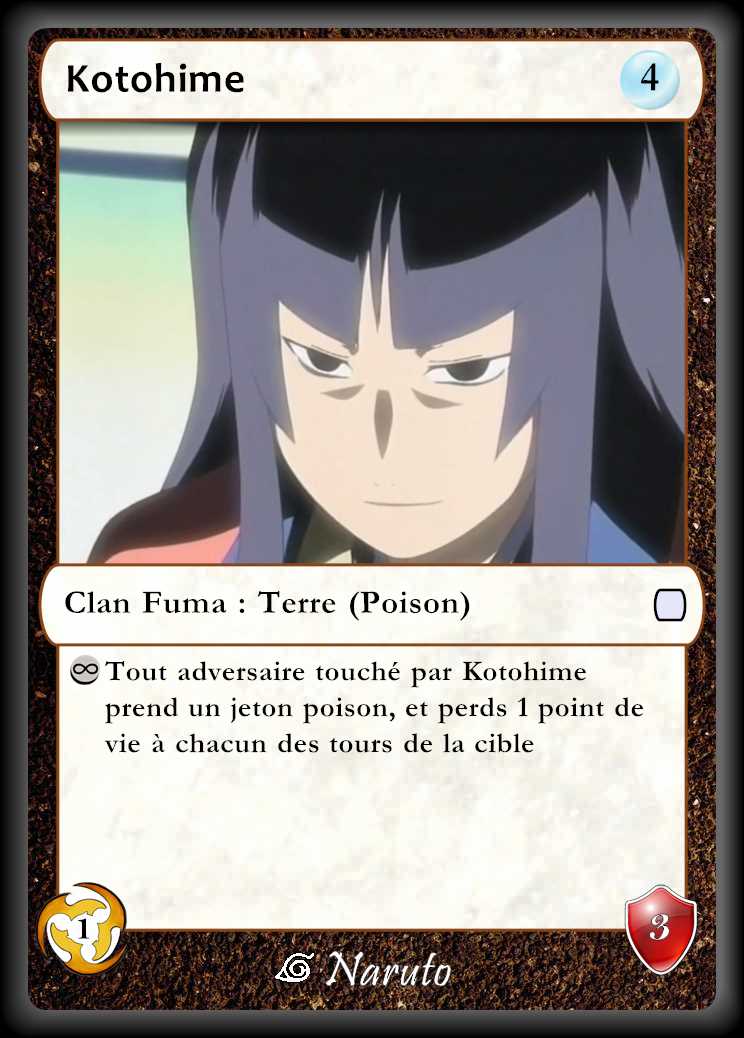 Kotohime
4
Clan Fuma : Terre (Poison)
Tout adversaire touché par Kotohime
prend un jeton poison, et perds 1 point de
vie à chacun des tours de la cible
1
3
Naruto